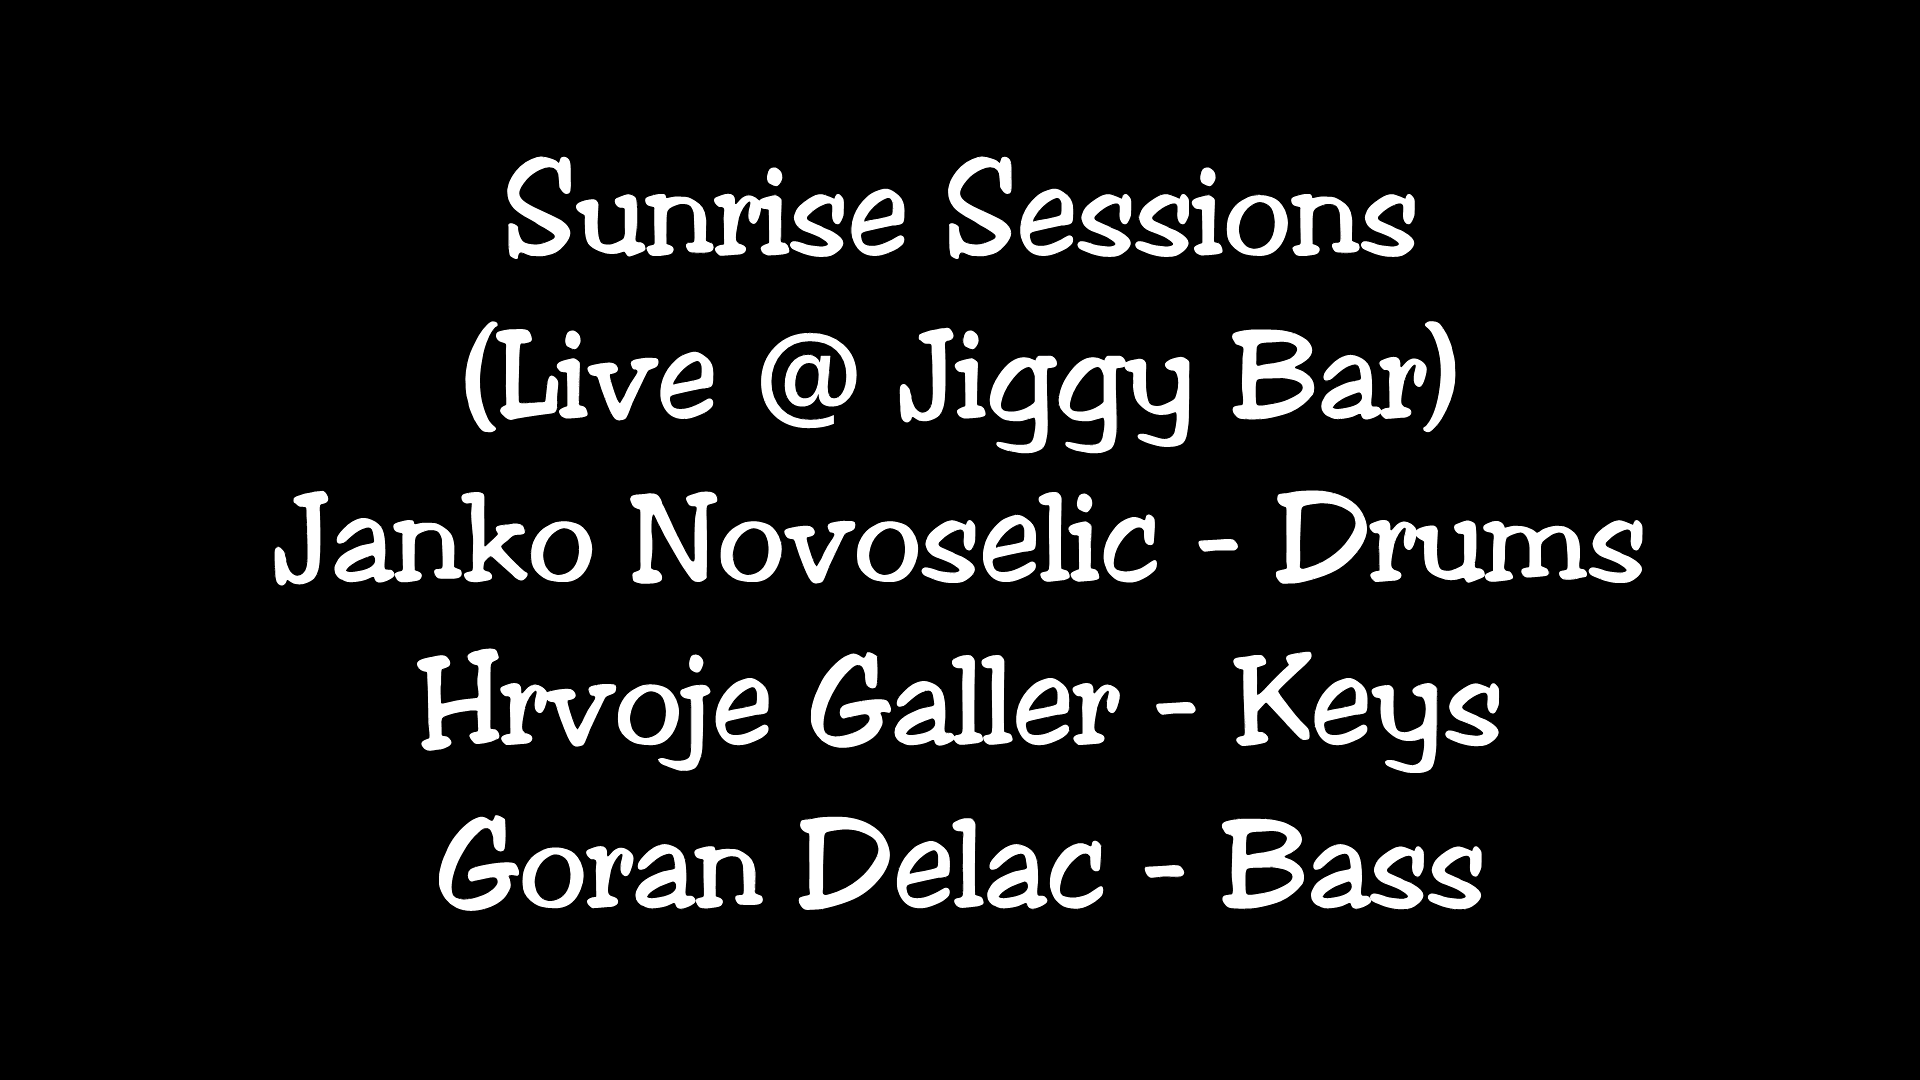 Sunrise Sessions
(Live @ Jiggy Bar)
Janko Novoselic - Drums
Hrvoje Galler - Keys
Goran Delac - Bass